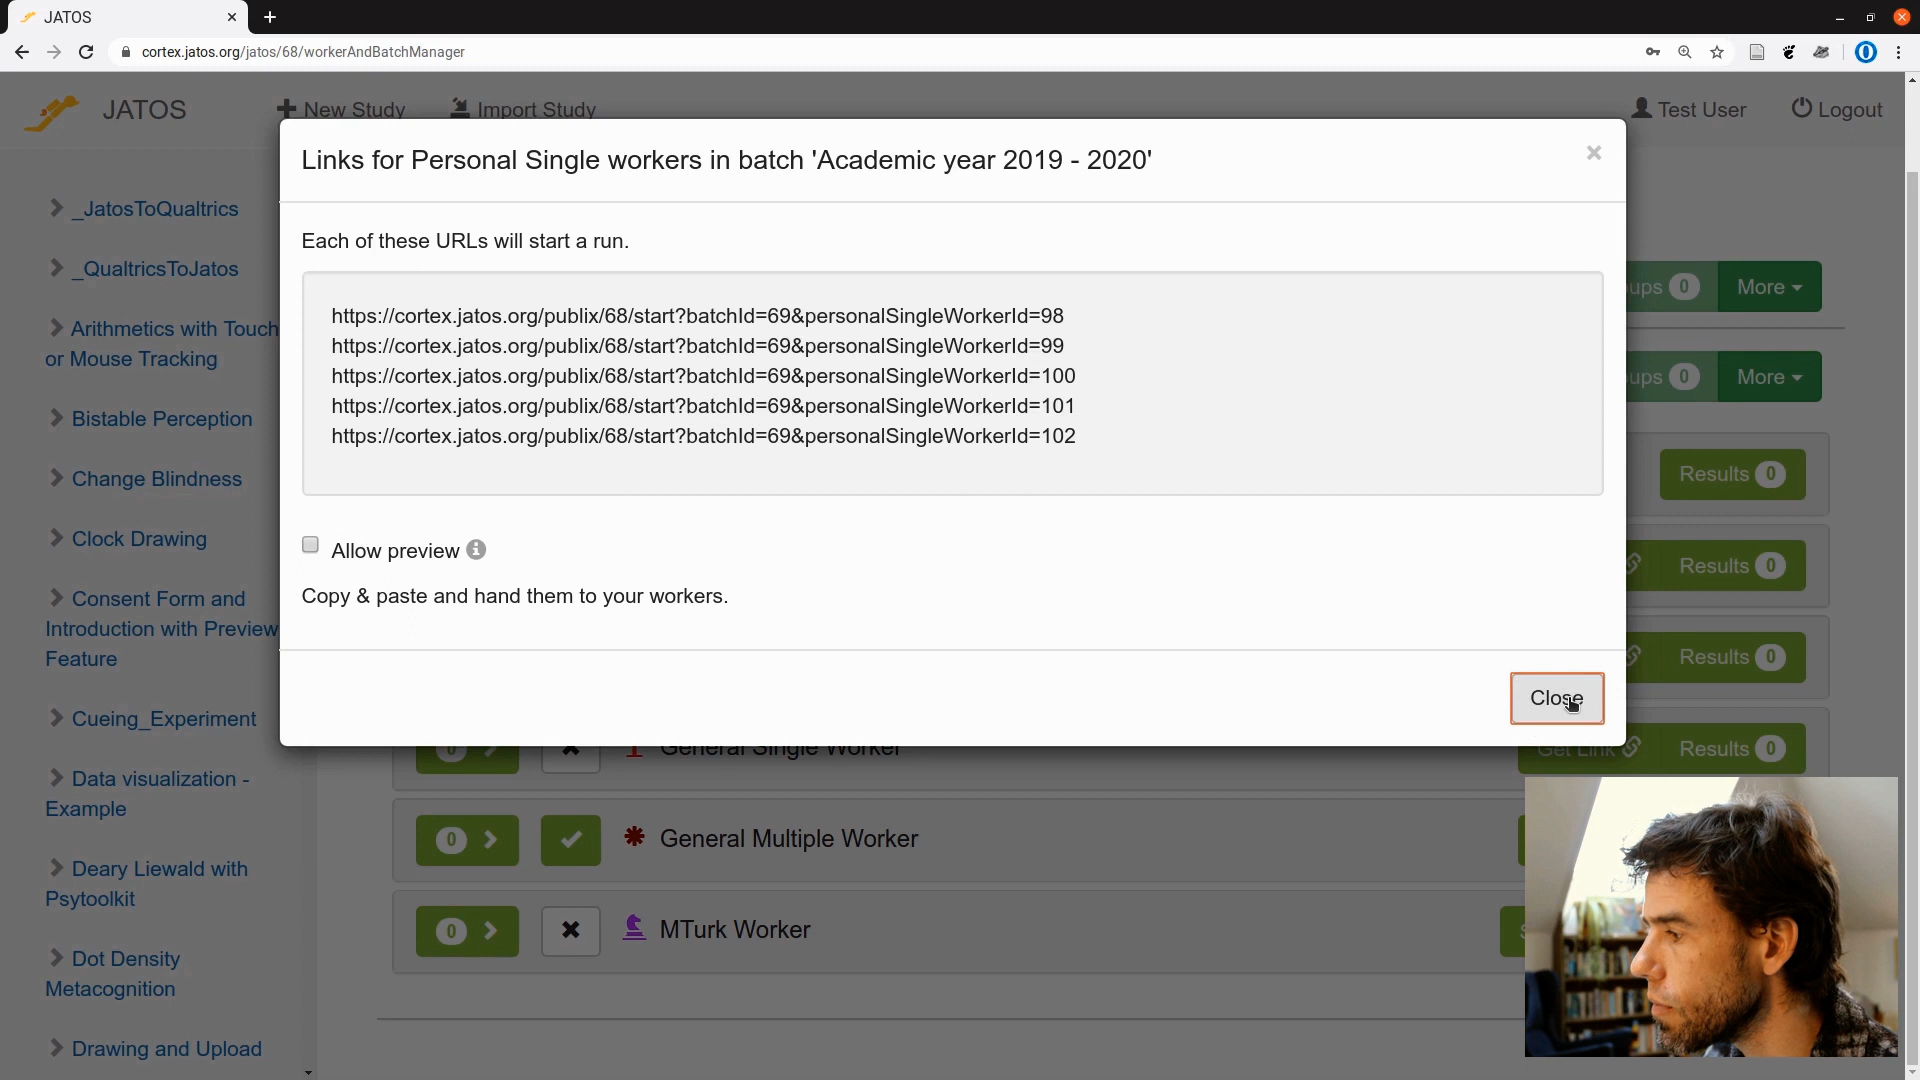 JATOS
cortex.jatos.org/jatos/68/workerAndBatchManager
JATOS
New Study
Import Study
Test User
Logout
Links for Personal Single workers in batch 'Academic year 2019 - 2020'
Each of these URLs will start a run.
https://cortex.jatos.org/publix/68/start?batchId=69&personalSingleWorkerId=98
https://cortex.jatos.org/publix/68/start?batchId=69&personalSingleWorkerId=99
https://cortex.jatos.org/publix/68/start?batchId=69&personalSingleWorkerId=100
https://cortex.jatos.org/publix/68/start?batchId=69&personalSingleWorkerId=101
https://cortex.jatos.org/publix/68/start?batchId=69&personalSingleWorkerId=102
Allow preview
Copy & paste and hand them to your workers.
Close
_JatosToQualtrics
_QualtricsToJatos
Arithmetics with Touch
or Mouse Tracking
Bistable Perception
Change Blindness
Clock Drawing
Consent Form and
Introduction with Preview
Feature
Cueing_Experiment
Data visualization -
Example
Deary Liewald with
Psytoolkit
Dot Density
Metacognition
Drawing and Upload
ups 0 More
ups 0 More
Results 0
Results 0
Results 0
0 General Single Worker Get Link Results 0
0 General Multiple Worker
0 MTurk Worker